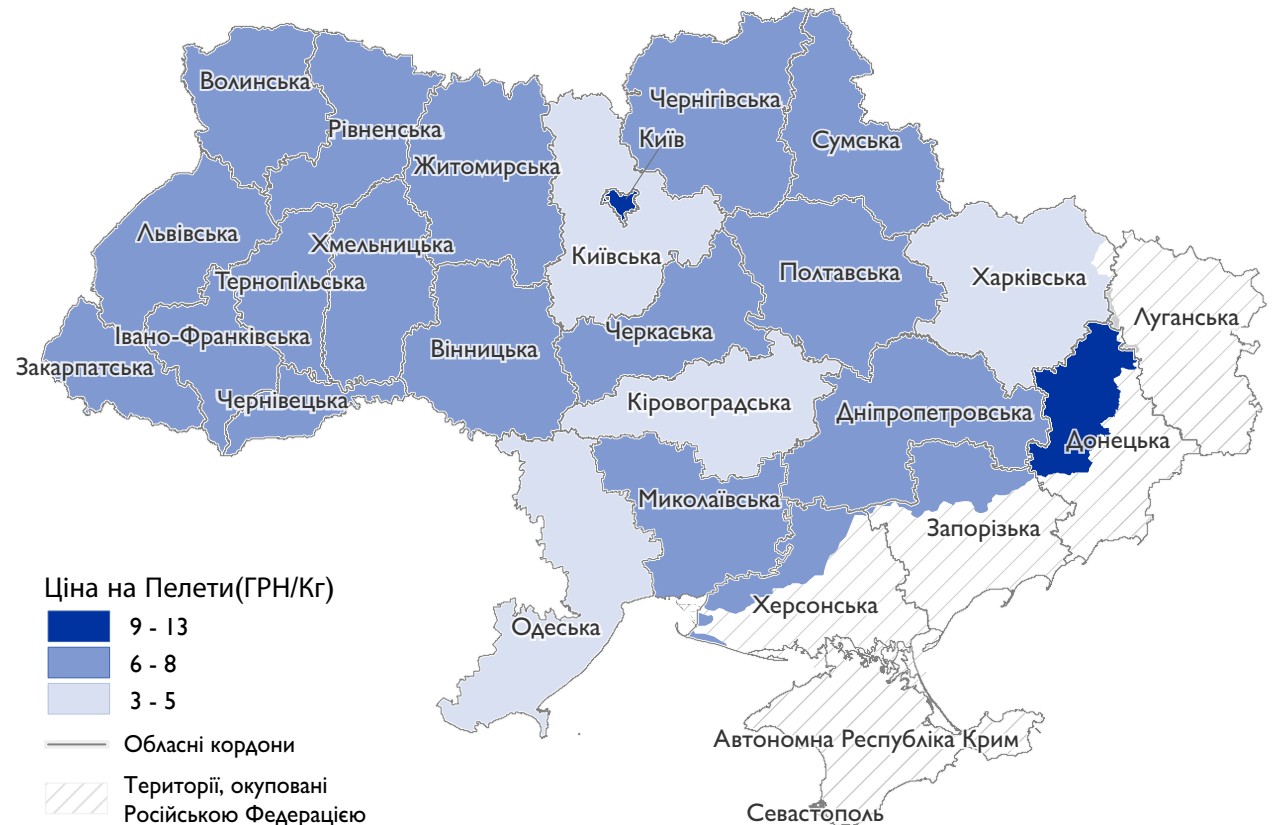 Волинська
Рівненська
Житомирська
Чернігівська
Київ
Сумська
Львівська
Тернопільська
Хмельницька
Київська
Полтавська
Харківська
Луганська
Закарпатська
Івано-Франківська
Чернівецька
Вінницька
Черкаська
Кіровоградська
Дніпропетровська
Донецька
Миколаївська
Запорізька
Одеська
Херсонська
Автономна Республіка Крим
Севастополь
Ціна на Пелети(ГРН/Кг)
9 - 13
6 - 8
3 - 5
Обласні кордони
Території, окуповані
Російською Федерацією